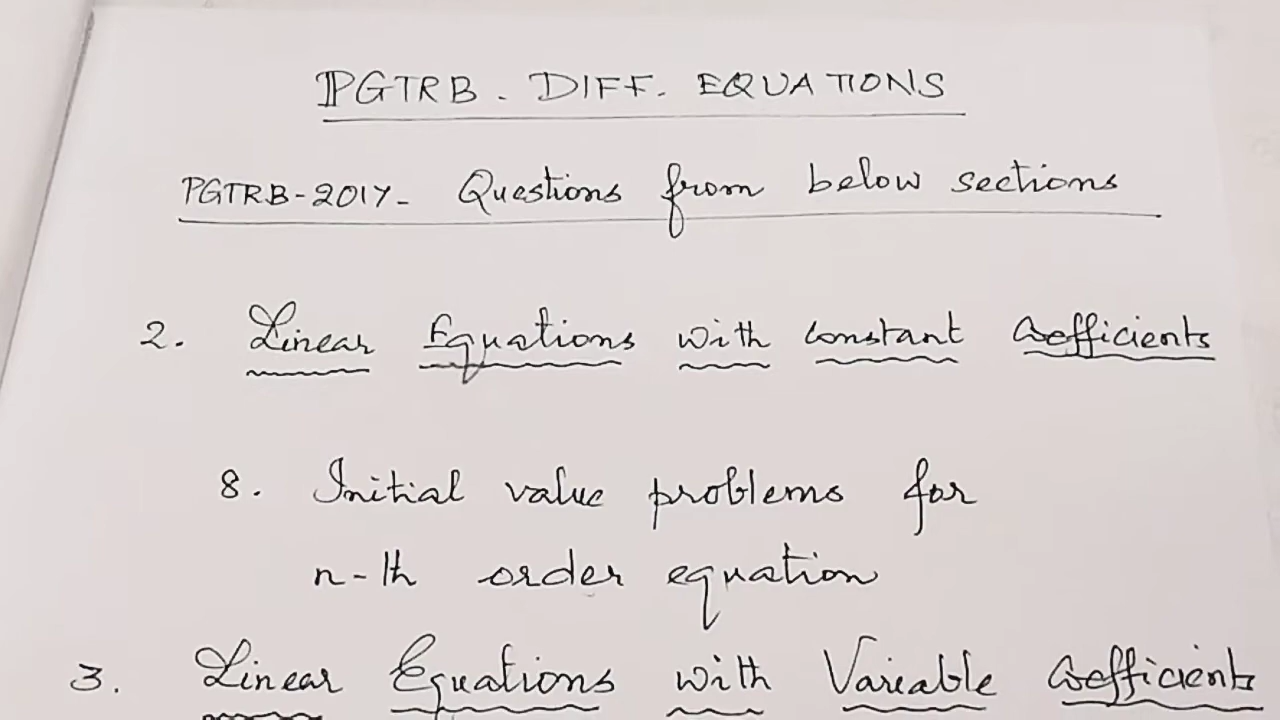 PGTRB. DIFF. EQUATIONS
PGTRB-2017- Questions from below sections
2. Linear Equations with constant Coefficients
8. Initial value problems for
n-th order equation
3. Linear Equations with Variable Coefficients